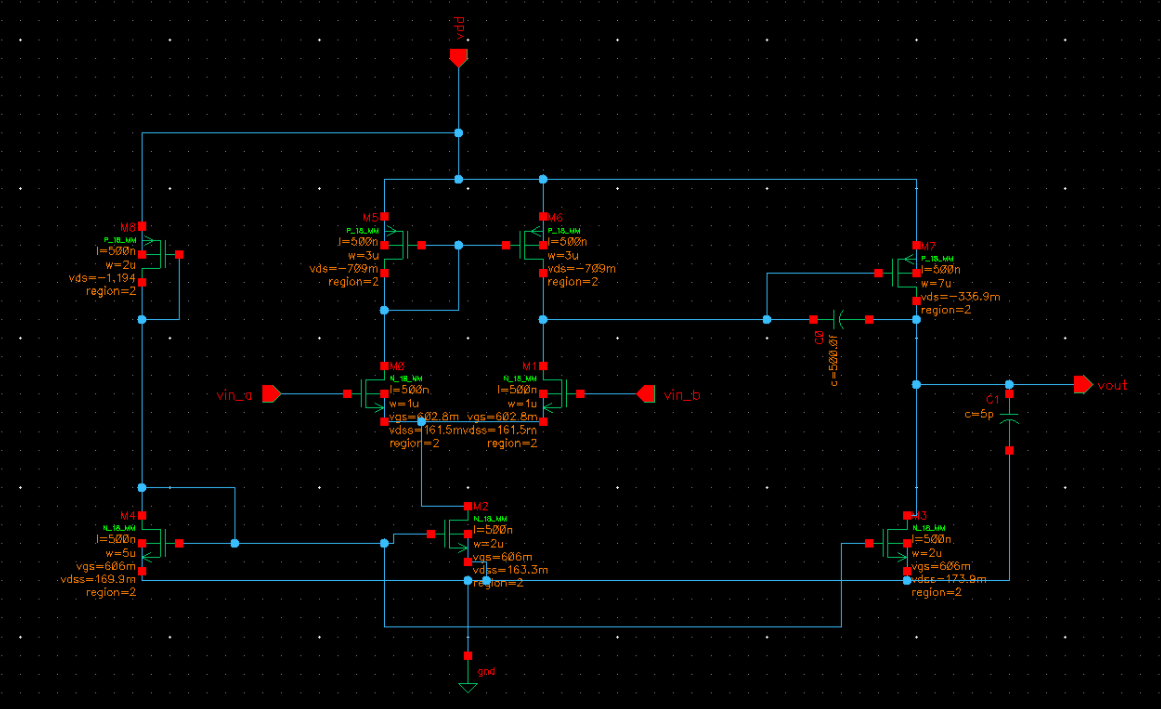 vdd
M8
P_18_MM
l=500n
w=2u
vds=-1.194
region=2
M5
P_18_MM
l=500n
w=3u
vds=-709m
region=2
M6
P_18_MM
l=500n
w=3u
vds=-709m
region=2
M7
P_18_MM
l=500n
w=7u
vds=-336.9m
region=2
C0
c=500.0f
vin_a
M0
N_18_MM
l=500n
w=1u
vgs=602.8m
vdss=161.5m
region=2
M1
N_18_MM
l=500n
w=1u
vgs=602.8m
vdss=161.5m
region=2
vin_b
vout
C1
c=5p
M4
N_18_MM
l=500n
w=5u
vgs=606m
vdss=169.9m
region=2
M2
N_18_MM
l=500n
w=2u
vgs=606m
vdss=163.3m
region=2
M3
N_18_MM
l=500n
w=2u
vgs=606m
vdss=173.9m
region=2
gnd